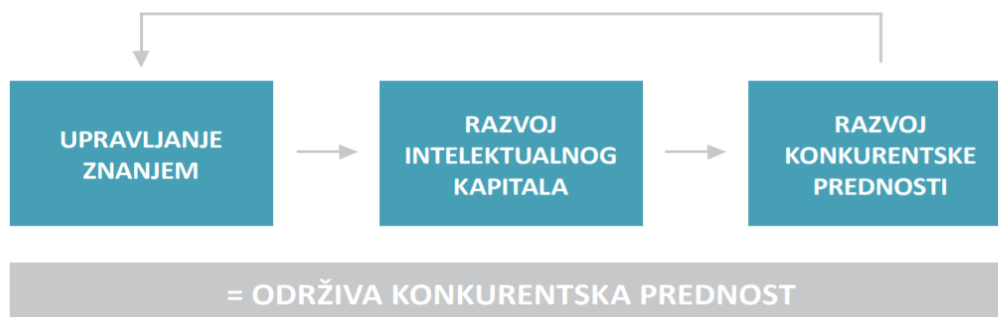 UPRAVLJANJE
ZNANJEM
RAZVOJ
INTELEKTUALNOG
KAPITALA
RAZVOJ
KONKURENTSKE
PREDNOSTI
= ODRŽIVA KONKURENTSKA PREDNOST